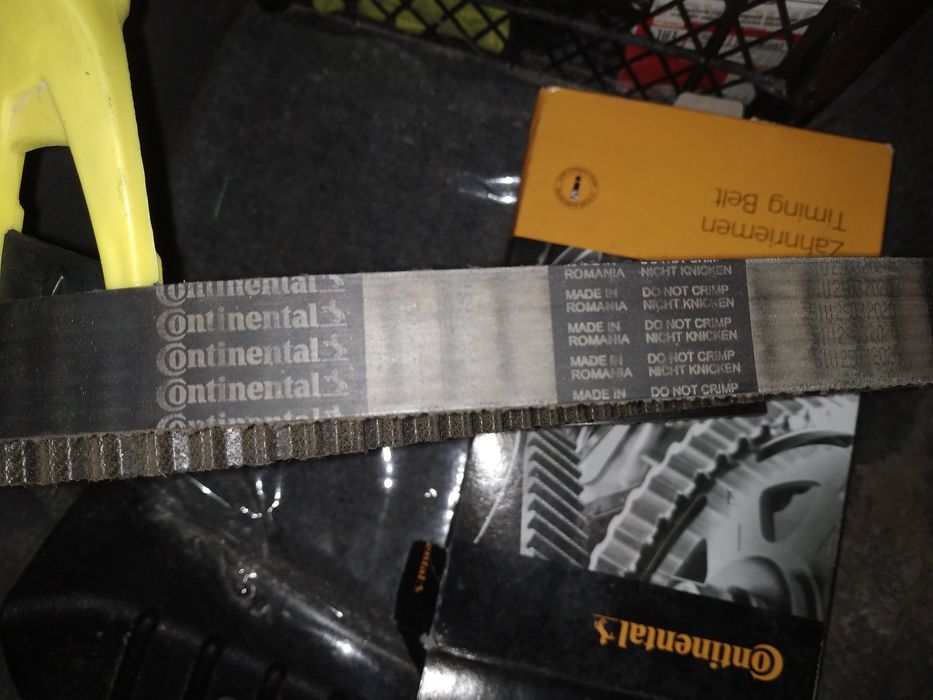 Zahnriemen
Timing Belt
Continental
Continental
Continental
Continental
Continental
ROMANIA NICHT KNICKEN
MADE IN DO NOT CRIMP
ROMANIA NICHT KNICKEN
MADE IN DO NOT CRIMP
ROMANIA NICHT KNICKEN
MADE IN DO NOT CRIMP
ROMANIA NICHT KNICKEN
MADE IN DO NOT CRIMP
Continental